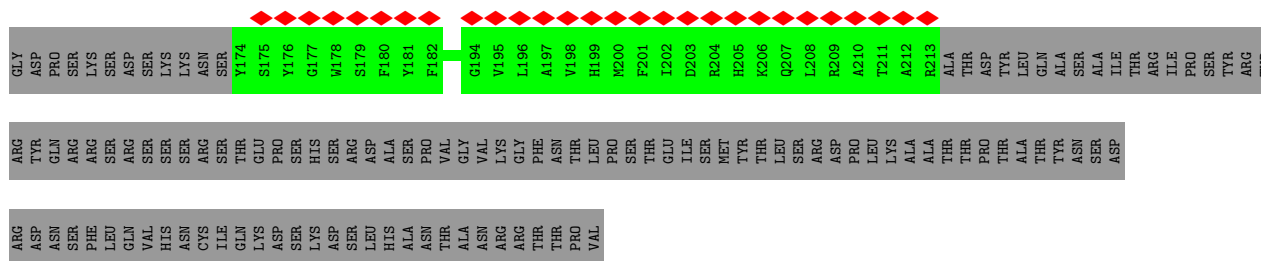 GLY ASP PRO SER LYS SER ASP SER LYS LYS ASN SER Y174 S175 Y176 G177 W178 S179 F180 Y181 F182 G194 V195 L196 A197 V198 H199 M200 F201 I202 D203 R204 H205 K206 Q207 L208 R209 A210 T211 A212 R213 ALA THR ASP TYR LEU GLN ALA SER ALA ILE THR ARG ILE PRO SER TYR ARG
ARG TYR GLN ARG ARG SER ARG SER SER SER ARG SER THR GLU PRO SER HIS SER ARG ASP ALA SER PRO VAL GLY VAL LYS GLY PHE ASN THR LEU PRO SER THR GLU ILE SER MET TYR THR LEU SER ARG ASP PRO LEU LYS ALA ALA THR THR PRO THR ALA THR TYR ASN SER ASP
ARG ASP ASN SER PHE LEU GLN VAL HIS ASN CYS ILE GLN LYS ASP SER LYS ASP SER LEU HIS ALA ASN THR ALA ASN ARG ARG THR THR PRO VAL